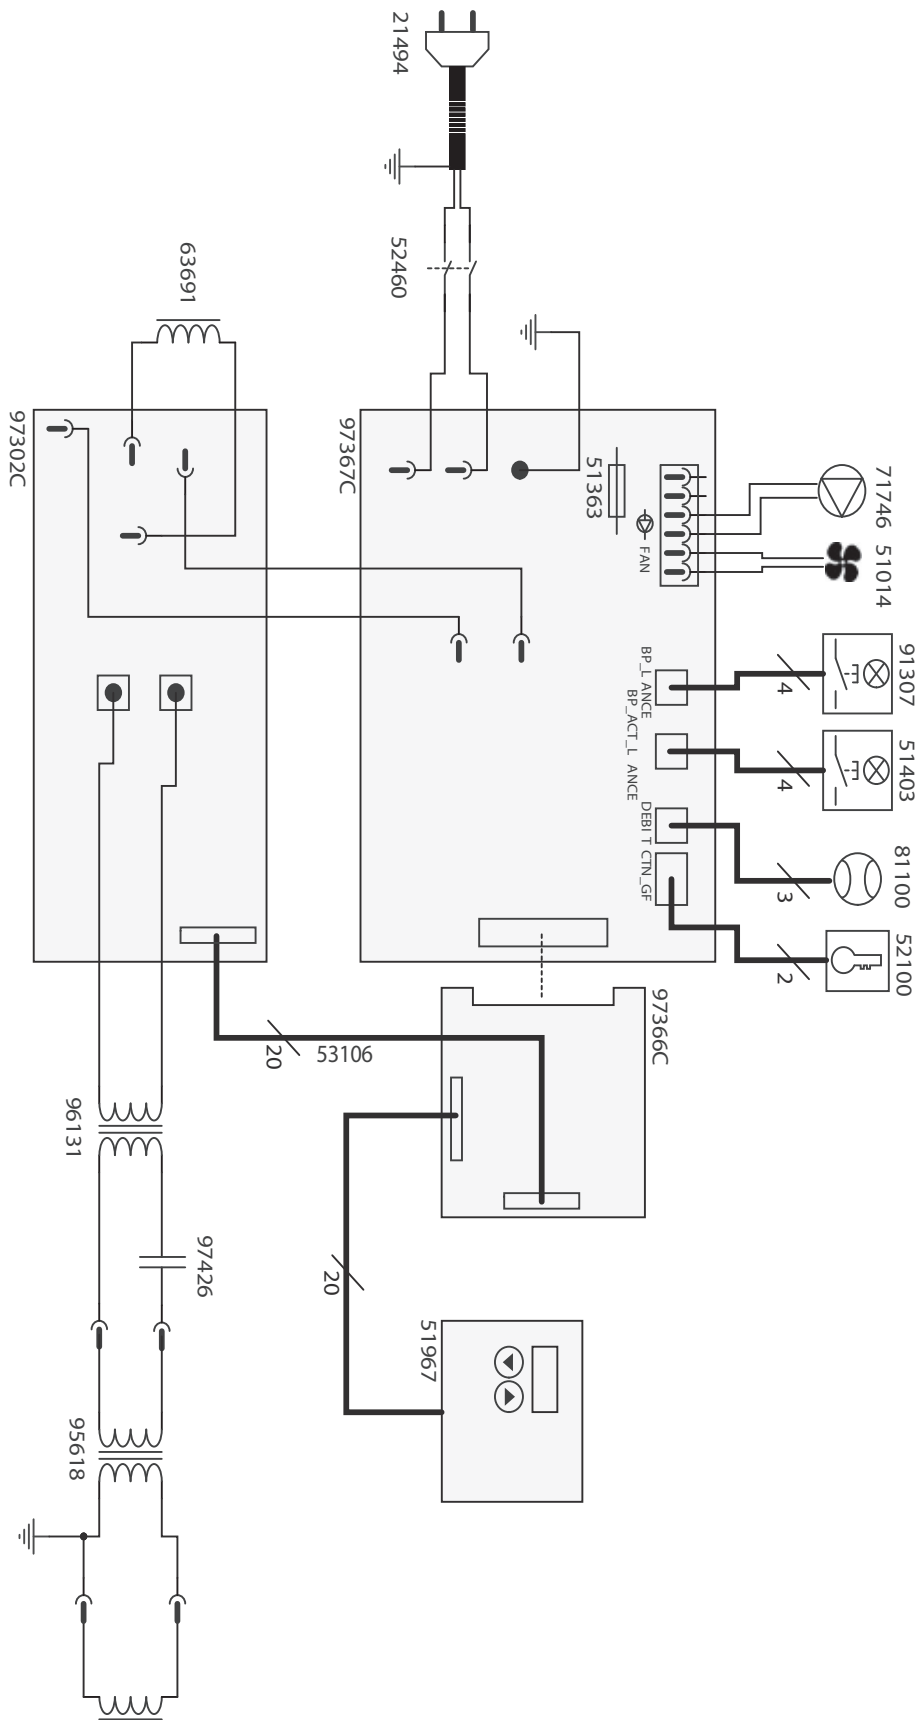 21494
52460
63691
97302C
97367C
51363
FAN
71746
51014
91307
4
BP_L ANCE
51403
4
BP_ACT_L ANCE
81100
3
DEBI T
52100
2
CTN_GF
97366C
20
53106
20
51967
96131
97426
95618